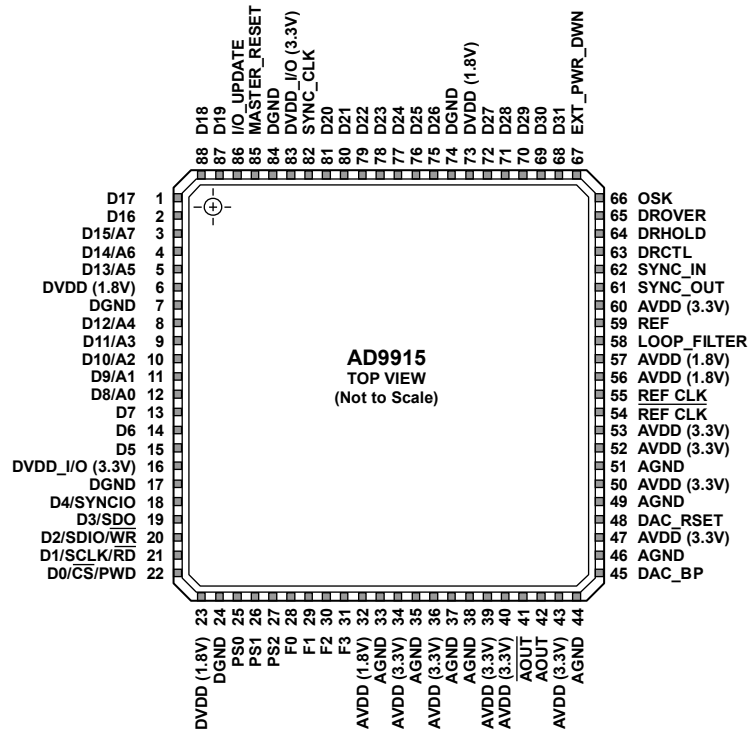 88 D18
87 D19
86 I/O_UPDATE
85 MASTER_RESET
84 DGND
83 DVDD_I/O (3.3V)
82 SYNC_CLK
81 D20
80 D21
79 D22
78 D23
77 D24
76 D25
75 D26
74 DGND
73 DVDD (1.8V)
72 D27
71 D28
70 D29
69 D30
68 D31
67 EXT_PWR_DWN
D17 1
D16 2
D15/A7 3
D14/A6 4
D13/A5 5
DVDD (1.8V) 6
DGND 7
D12/A4 8
D11/A3 9
D10/A2 10
D9/A1 11
D8/A0 12
D7 13
D6 14
D5 15
DVDD_I/O (3.3V) 16
DGND 17
D4/SYNCIO 18
D3/SDO 19
D2/SDIO/W̅R̅ 20
D1/SCLK/R̅D̅ 21
D0/C̅S̅/PWD 22
AD9915
TOP VIEW
(Not to Scale)
66 OSK
65 DROVER
64 DRHOLD
63 DRCTL
62 SYNC_IN
61 SYNC_OUT
60 AVDD (3.3V)
59 REF
58 LOOP_FILTER
57 AVDD (1.8V)
56 AVDD (1.8V)
55 REF CLK
54 R̅E̅F̅ ̅C̅L̅K̅
53 AVDD (3.3V)
52 AVDD (3.3V)
51 AGND
50 AVDD (3.3V)
49 AGND
48 DAC_RSET
47 AVDD (3.3V)
46 AGND
45 DAC_BP
DVDD (1.8V) 23
DGND 24
PS0 25
PS1 26
PS2 27
F0 28
F1 29
F2 30
F3 31
AVDD (1.8V) 32
AGND 33
AVDD (3.3V) 34
AGND 35
AVDD (3.3V) 36
AGND 37
AGND 38
AVDD (3.3V) 39
AVDD (3.3V) 40
A̅O̅U̅T̅ 41
AOUT 42
AVDD (3.3V) 43
AGND 44